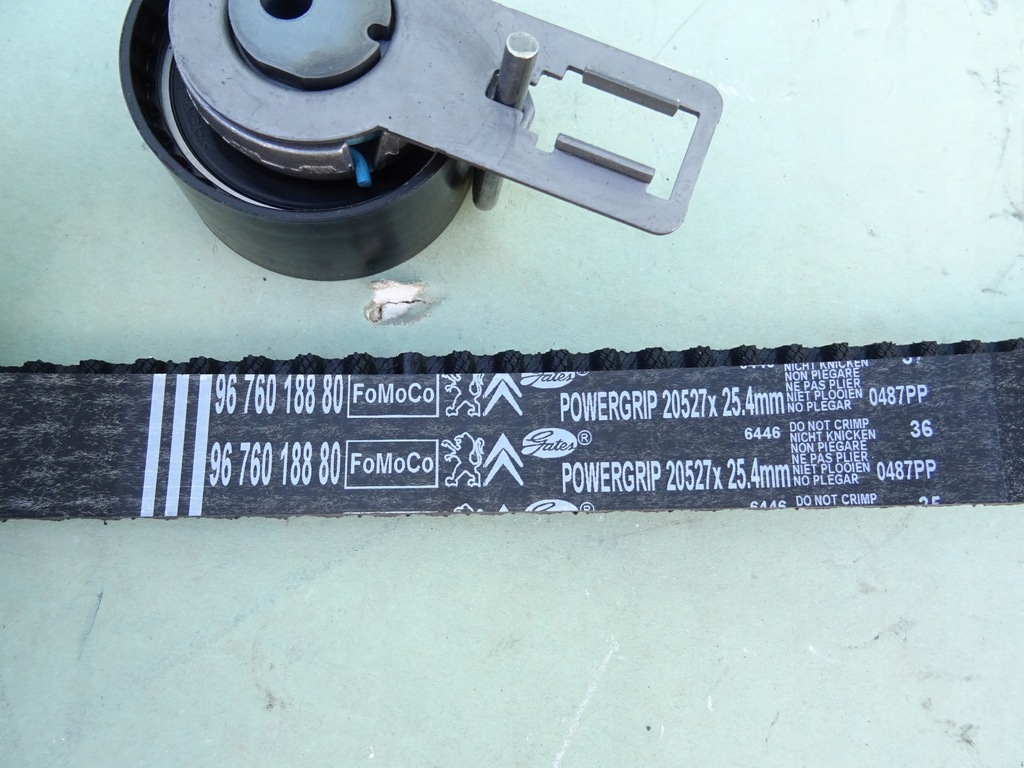 96 760 188 80 FoMoCo Gates POWERGRIP 20527x 25.4mm
NICHT KNICKEN
NON PIEGARE
NE PAS PLIER
NIET PLOOIEN
NO PLEGAR
0487PP
96 760 188 80 FoMoCo Gates® POWERGRIP 20527x 25.4mm
6446
DO NOT CRIMP
NICHT KNICKEN
NON PIEGARE
NE PAS PLIER
NIET PLOOIEN
NO PLEGAR
36
0487PP
6446 DO NOT CRIMP